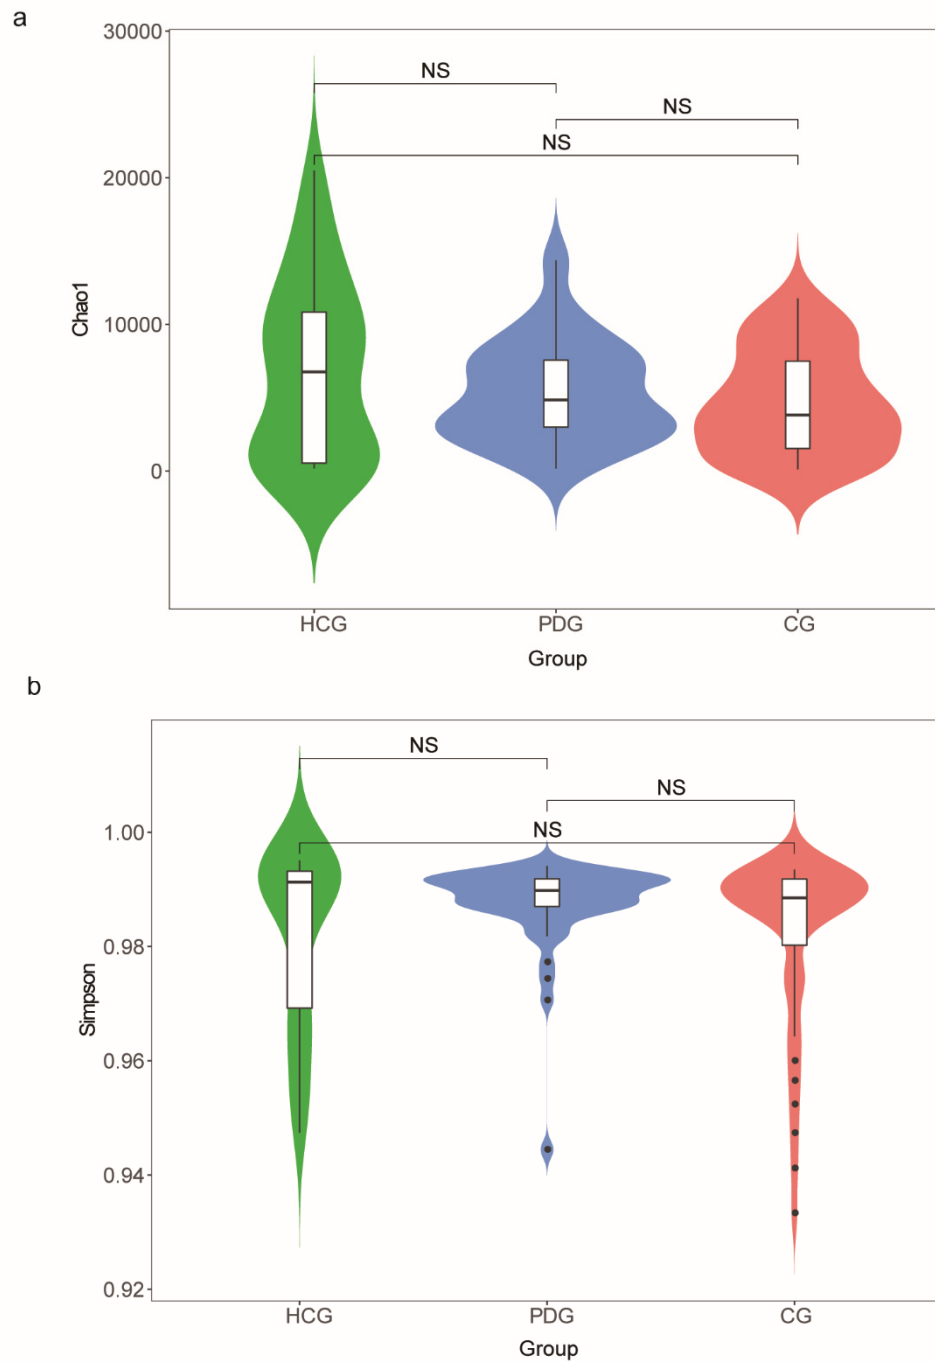 a
30000
NS
NS
NS
20000
Chao1
10000
0
HCG PDG CG
Group
b
NS
NS
NS
1.00
0.98
Simpson
0.96
0.94
0.92
HCG PDG CG
Group